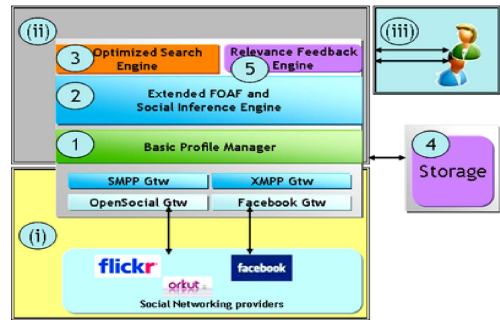 (ii)
(iii)
3
Optimized Search
Engine
Relevance Feedback
Engine
5
2
Extended FOAF and
Social Inference Engine
1
Basic Profile Manager
4
Storage
SMPP Gtw
XMPP Gtw
OpenSocial Gtw
Facebook Gtw
(i)
flickr
orkut
facebook
Social Networking providers